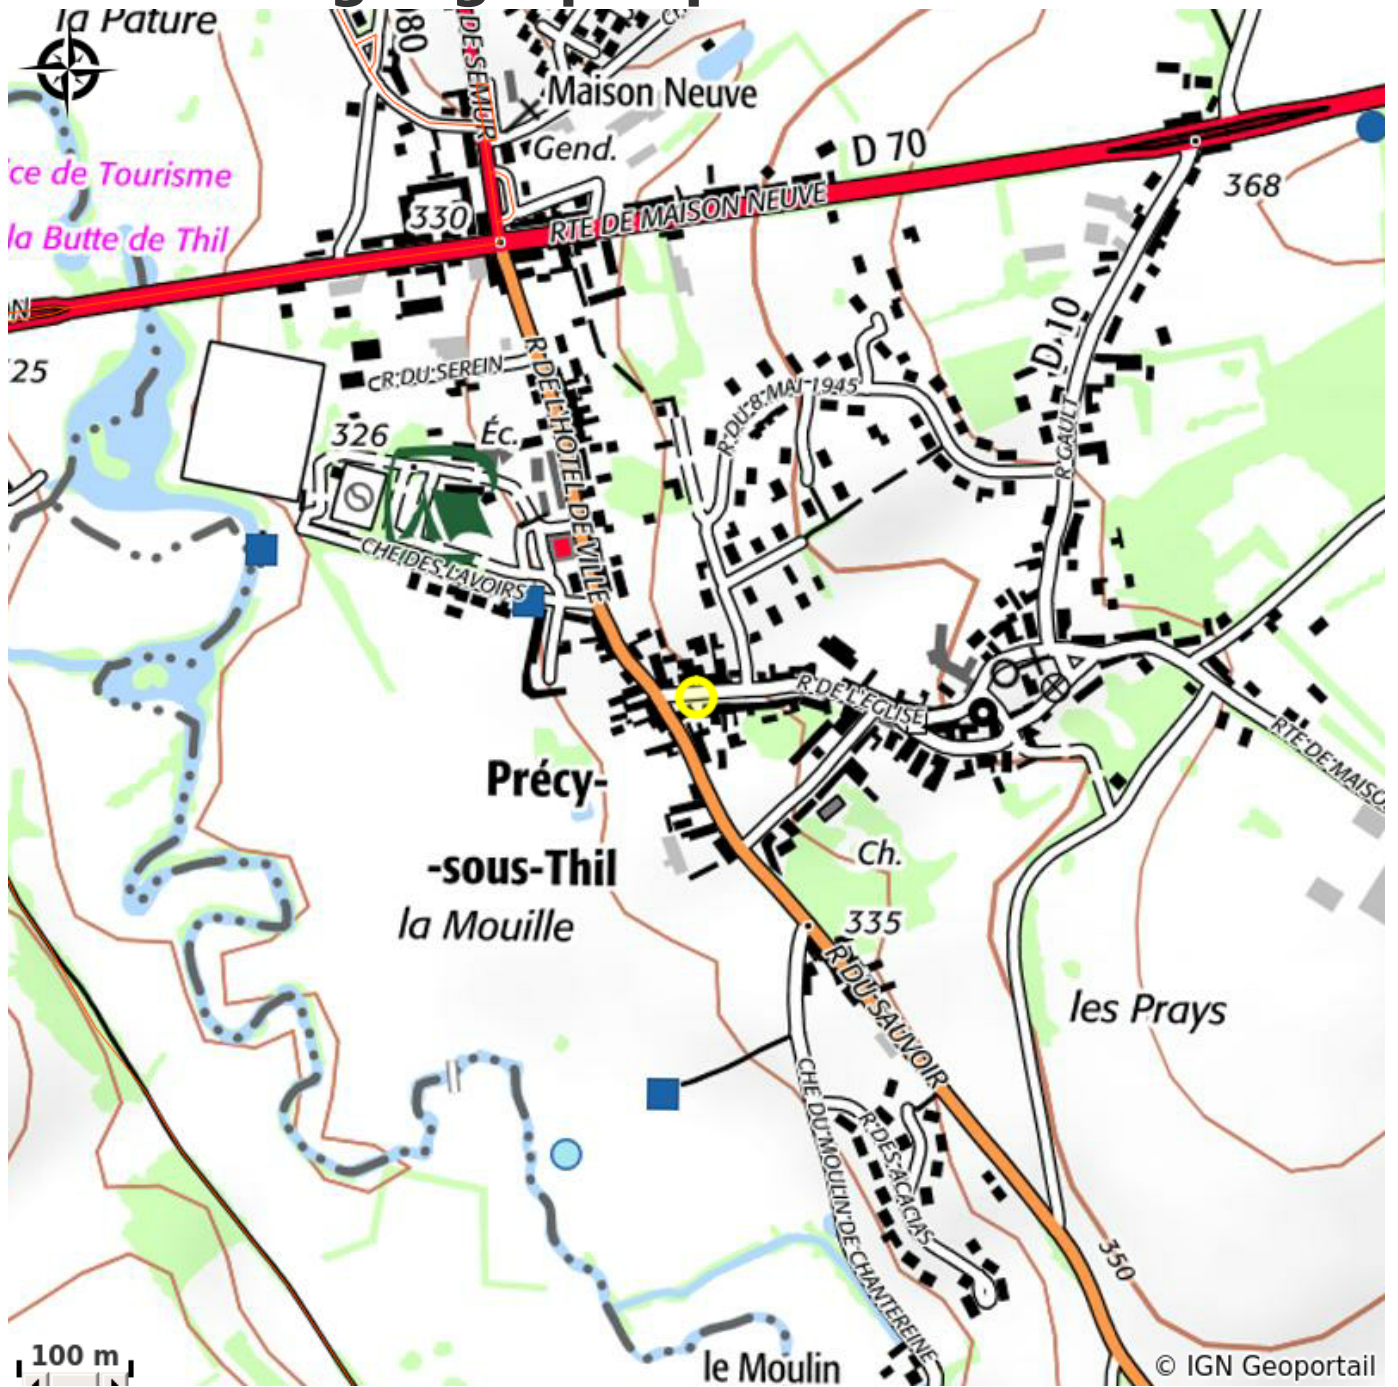 la Pature
80
DE SEMUR
Maison Neuve
Gend.
D 70
ce de Tourisme
330
RTE DE MAISON NEUVE
368
la Butte de Thil
N
25
D 10
R DU SEREIN
R DE L'HOTEL DE VILLE
R DU 8 MAI 1945
326
Éc.
R GAULT
CHE DES LAVOIRS
R DE L'EGLISE
RTE DE MAISO
Précy-
-sous-Thil
Ch.
la Mouille
335
R DU SAUVOIR
les Prays
CHE DU MOULIN DE CHANTEREINE
R DES ACACIAS
350
100 m
le Moulin
© IGN Geoportail